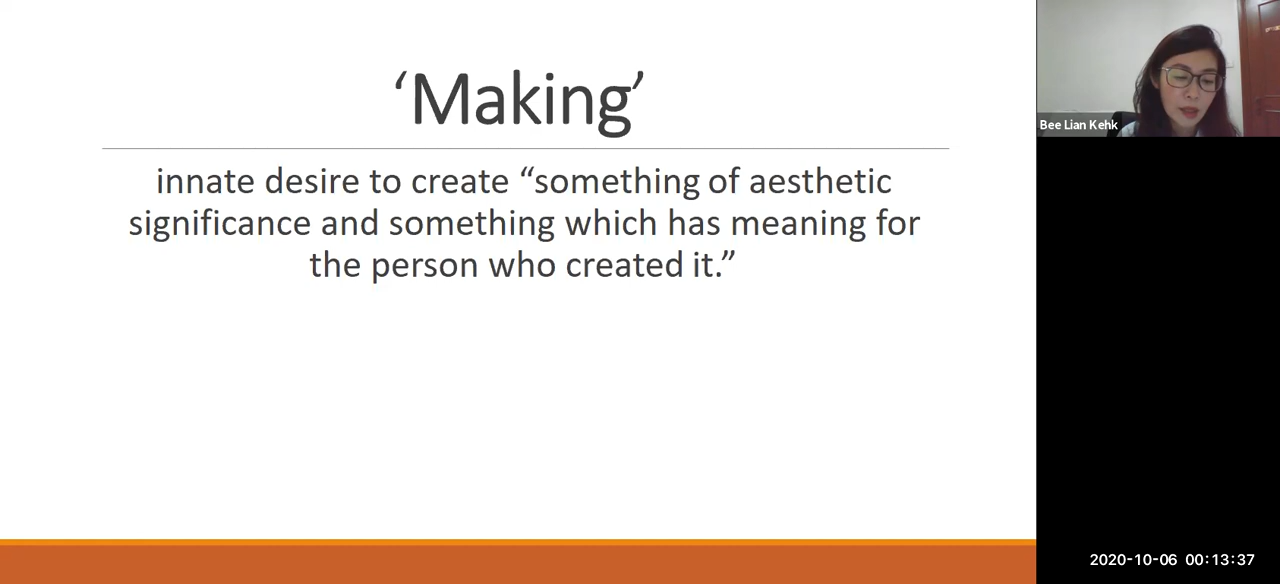 ‘Making’
innate desire to create “something of aesthetic
significance and something which has meaning for
the person who created it.”
Bee Lian Kehk
2020-10-06 00:13:37